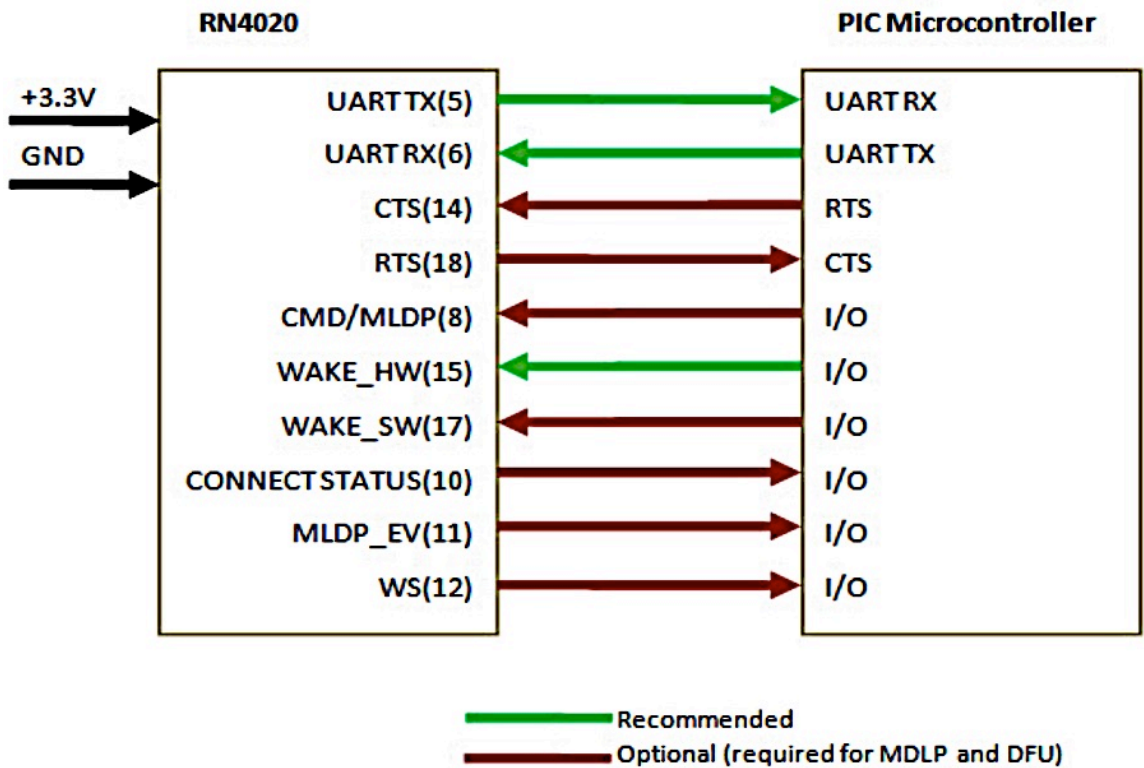 RN4020
PIC Microcontroller
+3.3V
GND
UART TX(5)
UART RX
UART RX(6)
UART TX
CTS(14)
RTS
RTS(18)
CTS
CMD/MLDP(8)
I/O
WAKE_HW(15)
I/O
WAKE_SW(17)
I/O
CONNECT STATUS(10)
I/O
MLDP_EV(11)
I/O
WS(12)
I/O
Recommended
Optional (required for MDLP and DFU)